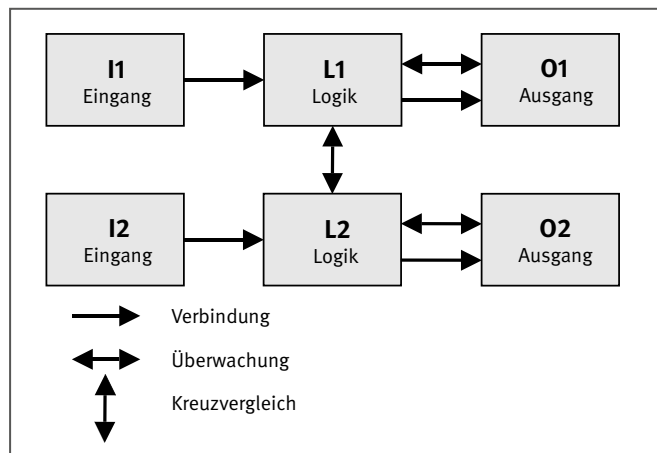 I1
Eingang
L1
Logik
O1
Ausgang
I2
Eingang
L2
Logik
O2
Ausgang
Verbindung
Überwachung
Kreuzvergleich